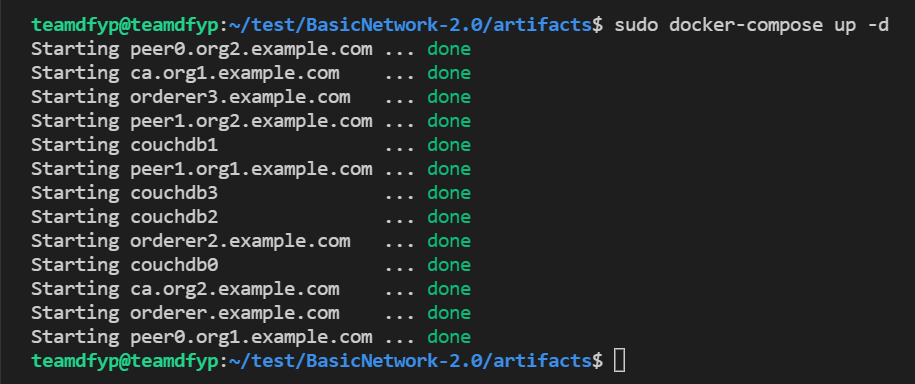 teamdfyp@teamdfyp:~/test/BasicNetwork-2.0/artifacts$ sudo docker-compose up -d
Starting peer0.org2.example.com ... done
Starting ca.org1.example.com    ... done
Starting orderer3.example.com   ... done
Starting peer1.org2.example.com ... done
Starting couchdb1               ... done
Starting peer1.org1.example.com ... done
Starting couchdb3               ... done
Starting couchdb2               ... done
Starting orderer2.example.com   ... done
Starting couchdb0               ... done
Starting ca.org2.example.com    ... done
Starting orderer.example.com    ... done
Starting peer0.org1.example.com ... done
teamdfyp@teamdfyp:~/test/BasicNetwork-2.0/artifacts$